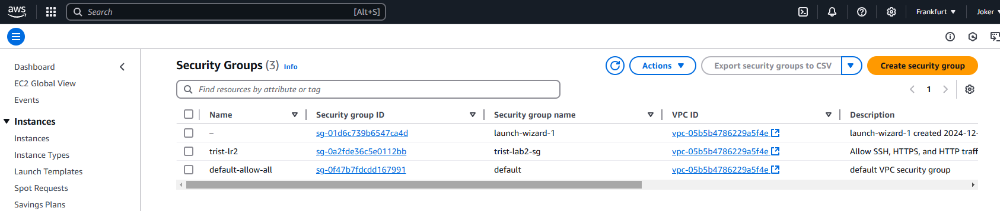 aws Search [Alt+S] Frankfurt Joker
Dashboard
EC2 Global View
Events
Instances
Instances
Instance Types
Launch Templates
Spot Requests
Savings Plans
Security Groups (3) Info Actions Export security groups to CSV Create security group
Find resources by attribute or tag 1
Name Security group ID Security group name VPC ID Description
– sg-01d6c739b6547ca4d launch-wizard-1 vpc-05b5b4786229a5f4e launch-wizard-1 created 2024-12-
trist-lr2 sg-0a2fde36c5e0112bb trist-lab2-sg vpc-05b5b4786229a5f4e Allow SSH, HTTPS, and HTTP traff
default-allow-all sg-0f47b7fdcdd167991 default vpc-05b5b4786229a5f4e default VPC security group